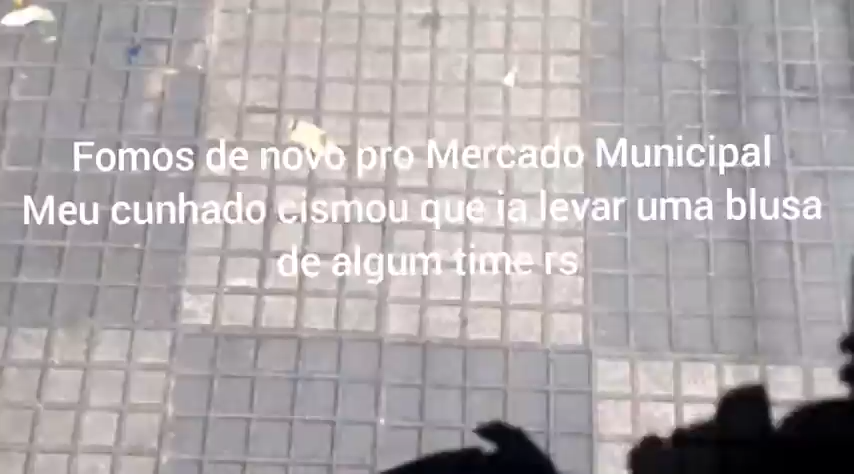 Fomos de novo pro Mercado Municipal
Meu cunhado cismou que ia levar uma blusa
de algum time rs